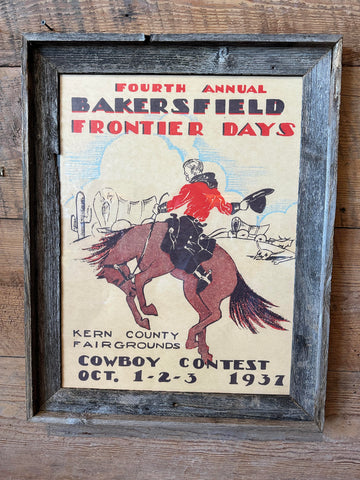 FOURTH ANNUAL
BAKERSFIELD
FRONTIER DAYS
KERN COUNTY
FAIRGROUNDS
COWBOY CONTEST
OCT. 1-2-3 1937